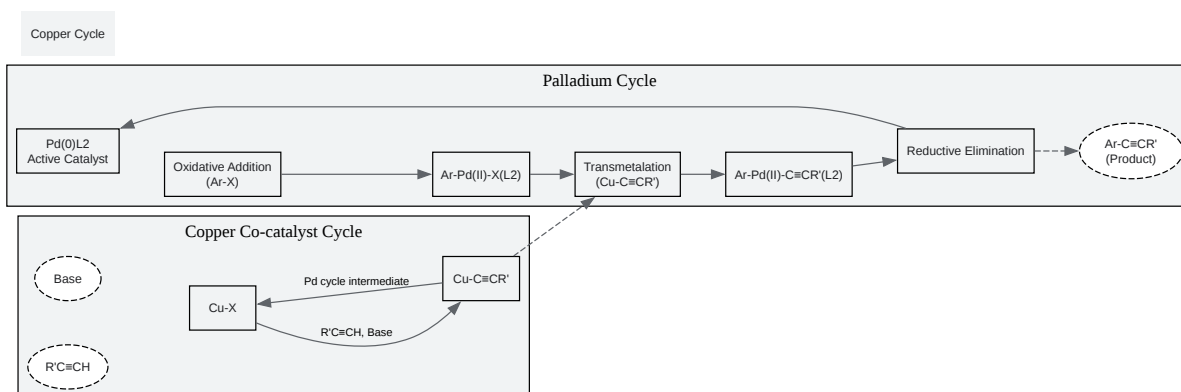 Copper Cycle
Palladium Cycle
Pd(0)L2
Active Catalyst
Oxidative Addition
(Ar-X)
Ar-Pd(II)-X(L2)
Transmetalation
(Cu-C≡CR')
Ar-Pd(II)-C≡CR'(L2)
Reductive Elimination
Ar-C≡CR'
(Product)
Copper Co-catalyst Cycle
Base
Cu-X
Pd cycle intermediate
Cu-C≡CR'
R'C≡CH, Base
R'C≡CH